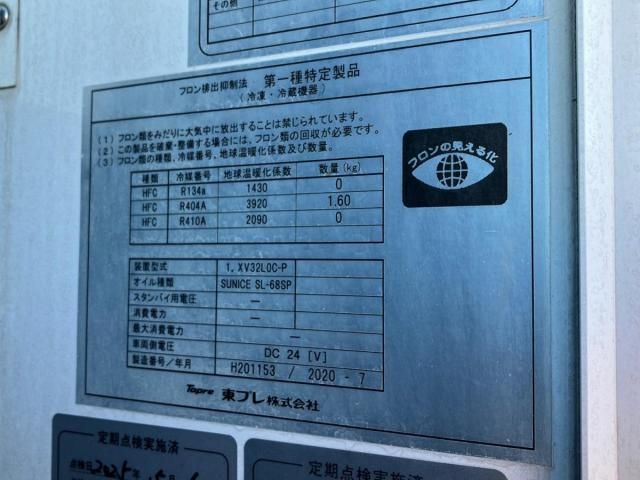 その他
フロン排出抑制法 第一種特定製品
(冷凍・冷蔵機器)
(1) フロン類をみだりに大気中に放出することは禁じられています。
(2) この製品を廃棄・整備する場合には、フロン類の回収が必要です。
(3) フロン類の種類、冷媒番号、地球温暖化係数及び数量。
種類 冷媒番号 地球温暖化係数 数量(kg)
HFC R134a 1430 0
HFC R404A 3920 1.60
HFC R410A 2090 0
フロンの見える化
装置型式 1, XV32LOC-P
オイル種類 SUNICE SL-68SP
スタンバイ用電圧 —
消費電力 —
最大消費電力 —
車両側電圧 DC 24 [V]
製造番号/年月 H201153 / 2020 - 7
Topre 東プレ株式会社
定期点検実施済
点検日2025年
定期点検実施済